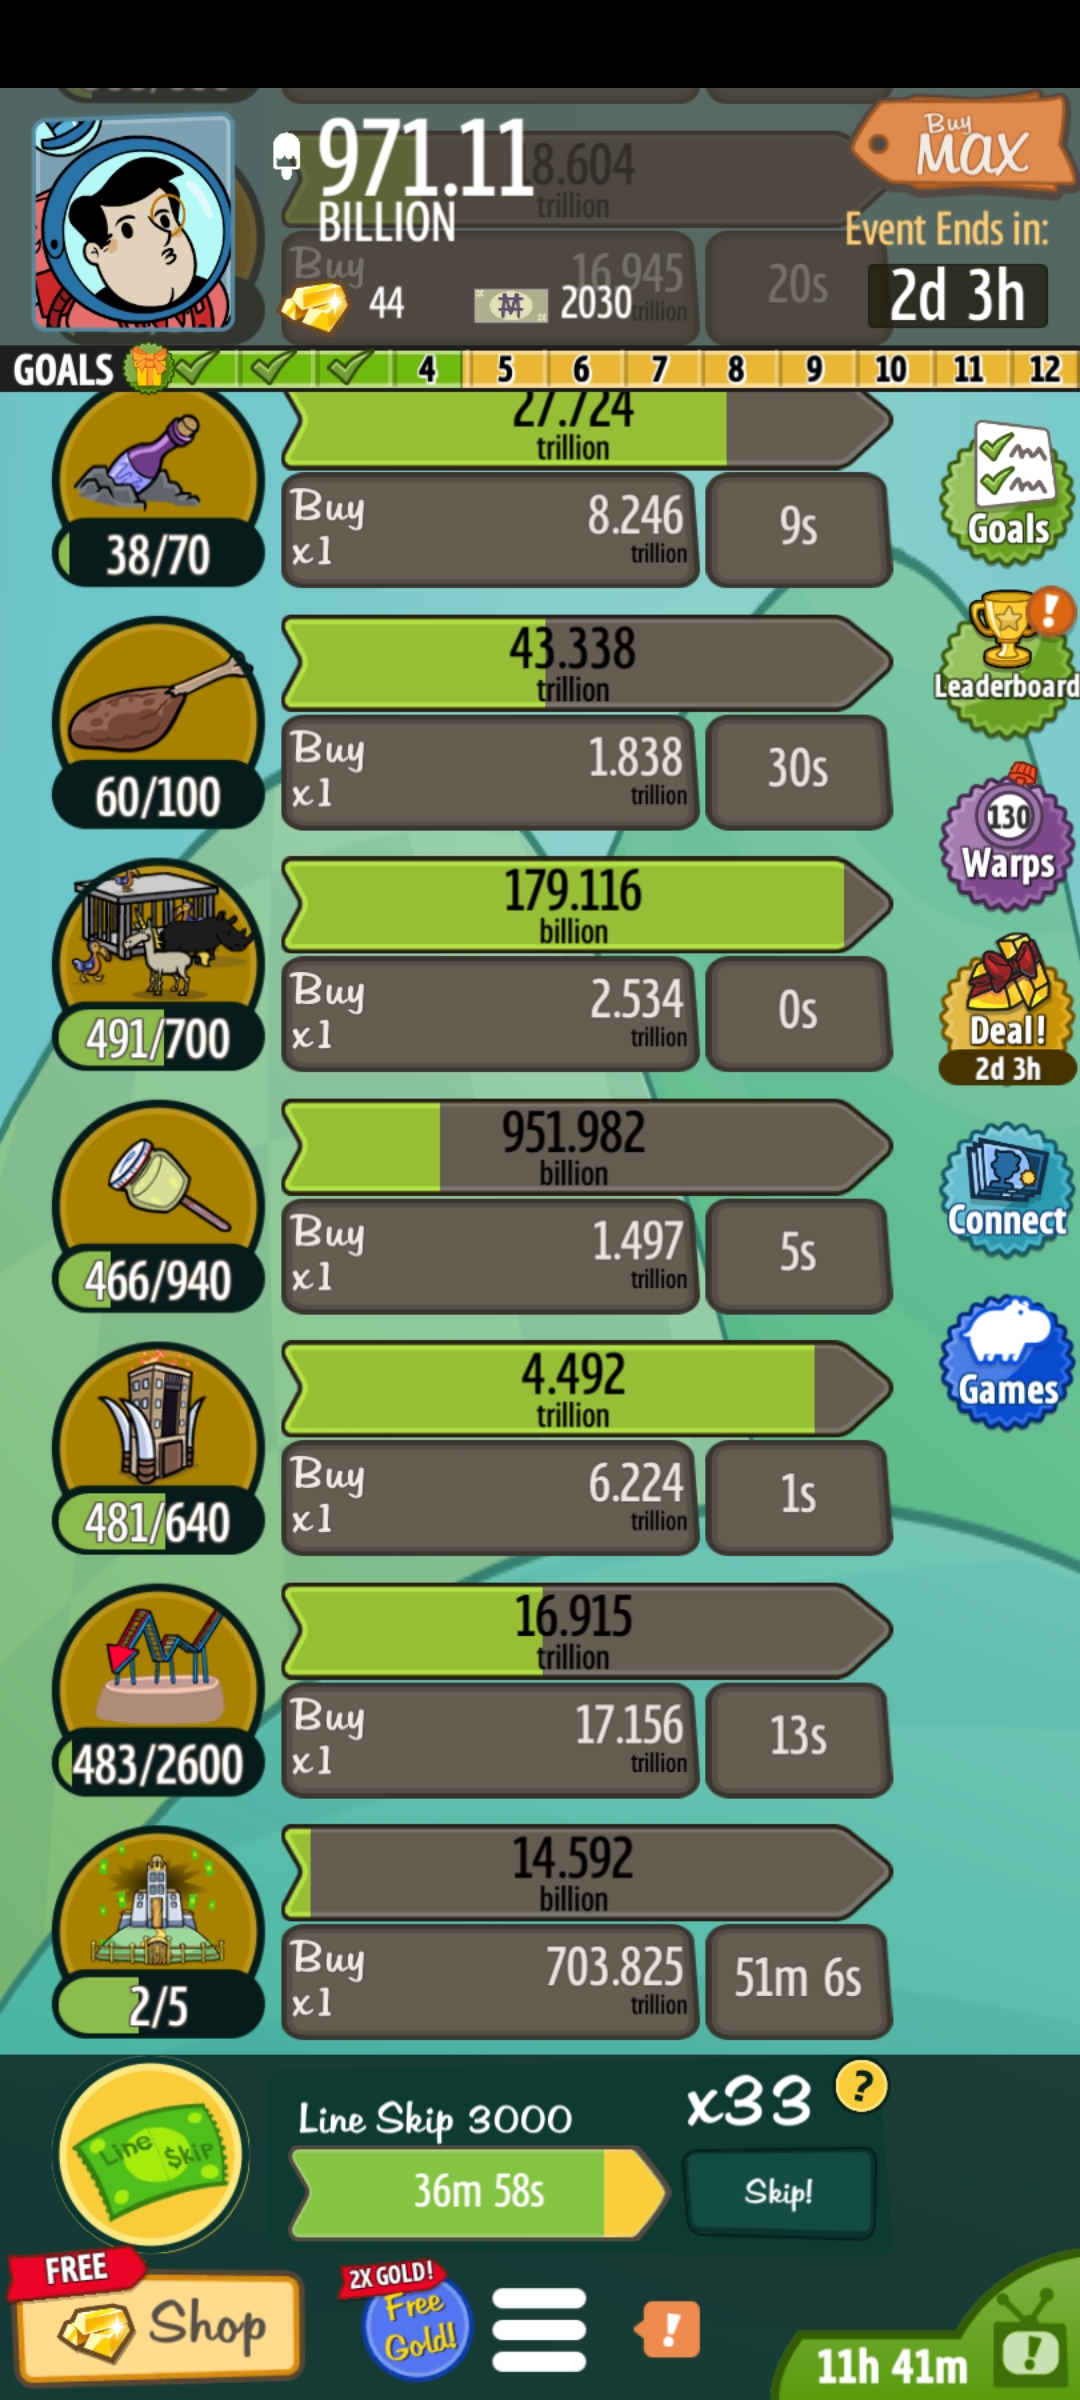 971.11
BILLION
8.604
trillion
Buy
MAX
Event Ends in:
2d 3h
Buy
16.945
trillion
20s
44
2030
GOALS
4
5
6
7
8
9
10
11
12
27.724
trillion
38/70
Buy
x1
8.246
trillion
9s
Goals
60/100
43.338
trillion
Buy
x1
1.838
trillion
30s
!
Leaderboard
130
Warps
491/700
179.116
billion
Buy
x1
2.534
trillion
0s
Deal!
2d 3h
466/940
951.982
billion
Buy
x1
1.497
trillion
5s
Connect
481/640
4.492
trillion
Buy
x1
6.224
trillion
1s
Games
483/2600
16.915
trillion
Buy
x1
17.156
trillion
13s
2/5
14.592
billion
Buy
x1
703.825
trillion
51m 6s
Line $kip
Line Skip 3000
36m 58s
x33
?
Skip!
FREE
Shop
2X GOLD!
Free
Gold!
!
11h 41m
!